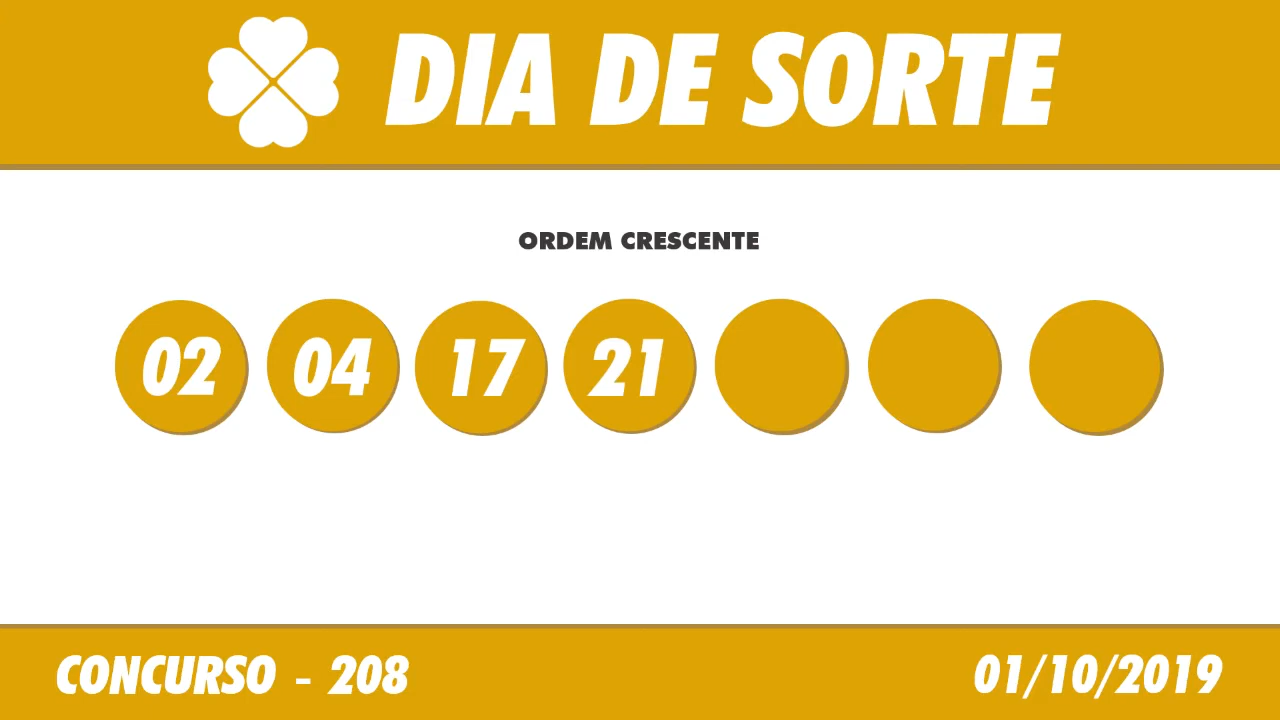 DIA DE SORTE
ORDEM CRESCENTE
02 04 17 21
CONCURSO - 208
01/10/2019